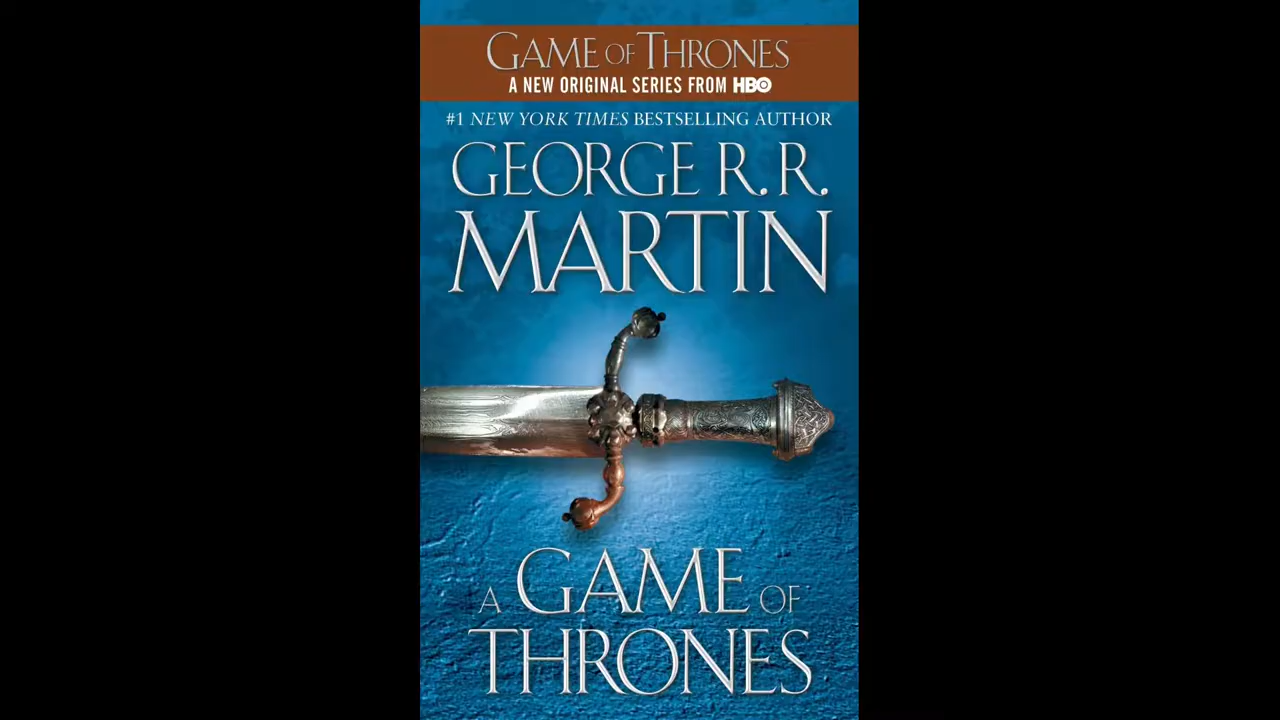 GAME OF THRONES
A NEW ORIGINAL SERIES FROM HBO
#1 NEW YORK TIMES BESTSELLING AUTHOR
GEORGE R. R.
MARTIN
A GAME OF
THRONES